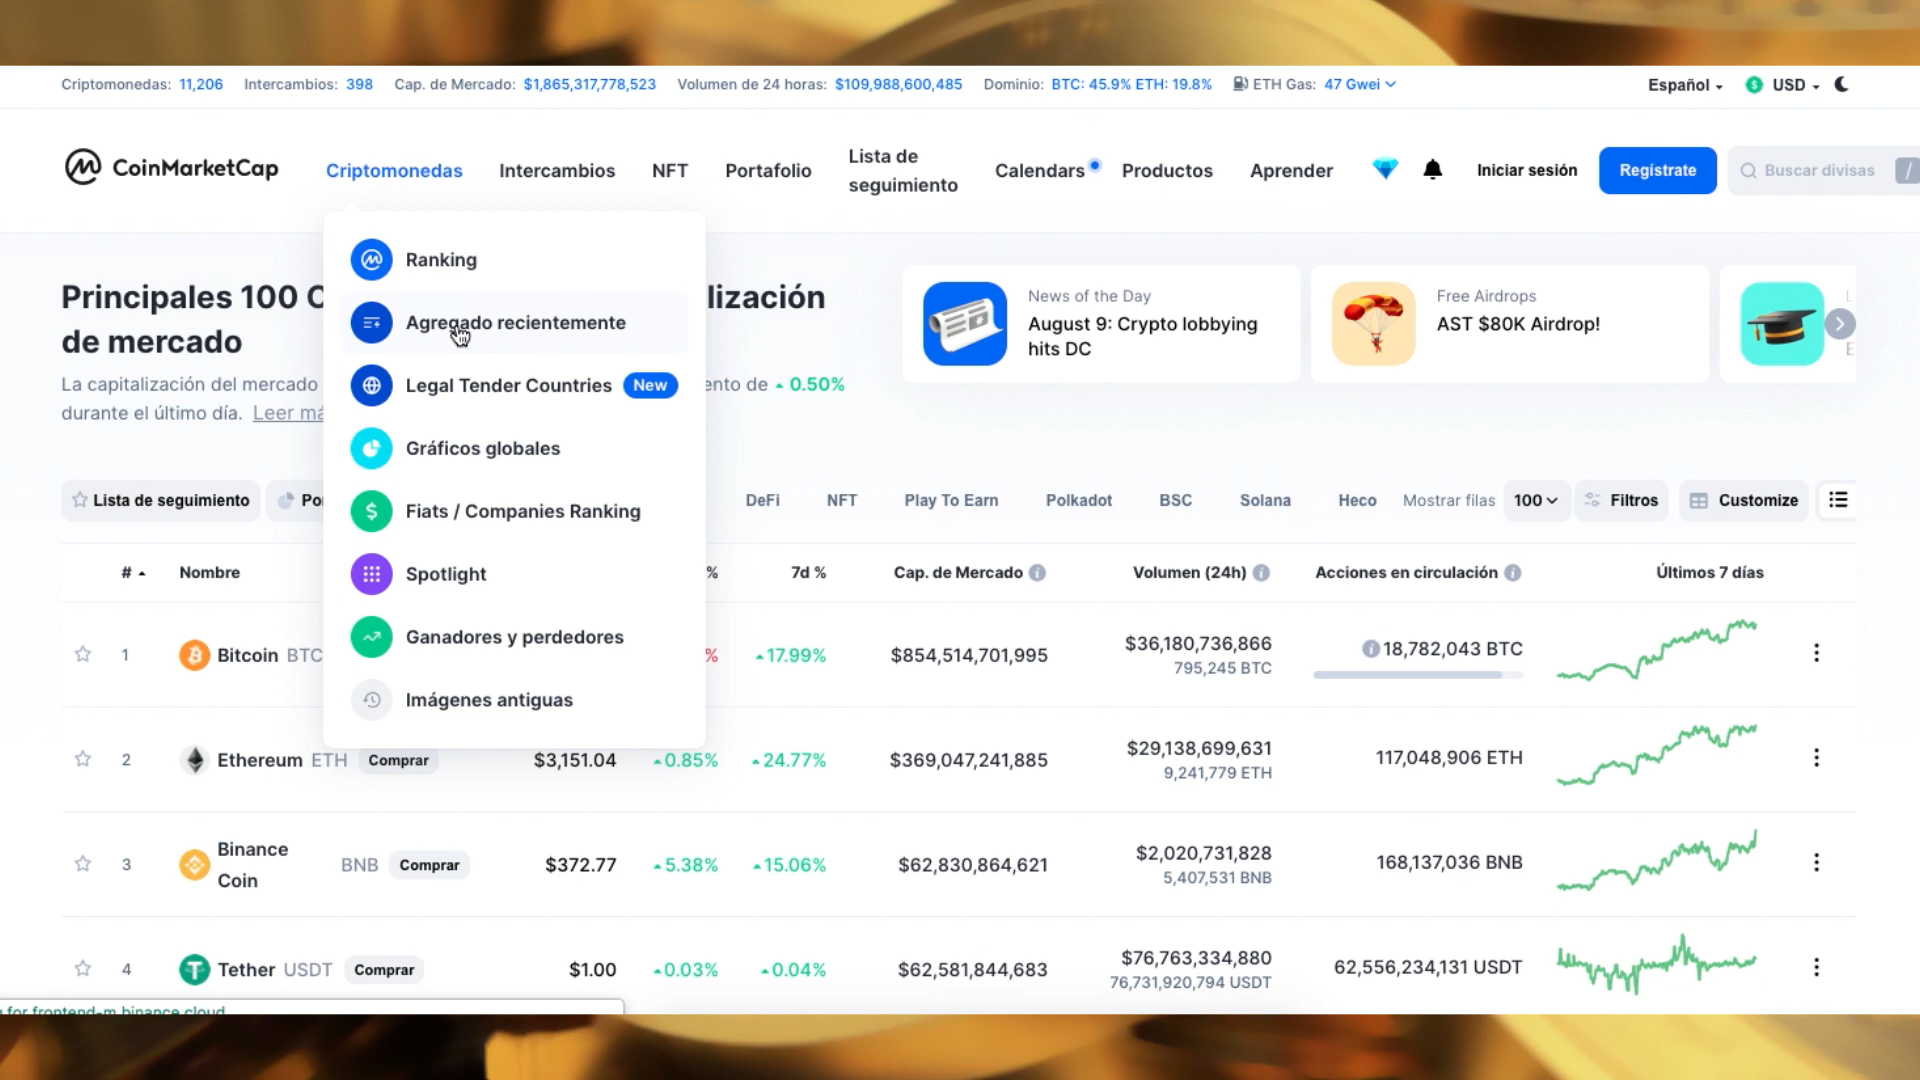 Criptomonedas: 11,206 Intercambios: 398 Cap. de Mercado: $1,865,317,778,523 Volumen de 24 horas: $109,988,600,485 Dominio: BTC: 45.9% ETH: 19.8% ETH Gas: 47 Gwei Español USD
CoinMarketCap Criptomonedas Intercambios NFT Portafolio Lista de seguimiento Calendars Productos Aprender Iniciar sesión Regístrate Buscar divisas /
Ranking
Agregado recientemente
Legal Tender Countries New
Gráficos globales
Fiats / Companies Ranking
Spotlight
Ganadores y perdedores
Imágenes antiguas
Principales 100 C lización
de mercado
La capitalización del mercado ento de 0.50%
durante el último día. Leer má
News of the Day
August 9: Crypto lobbying
hits DC
Free Airdrops
AST $80K Airdrop!
Lista de seguimiento Po DeFi NFT Play To Earn Polkadot BSC Solana Heco Mostrar filas 100 Filtros Customize
# Nombre % 7d % Cap. de Mercado Volumen (24h) Acciones en circulación Últimos 7 días
1 Bitcoin BTC % 17.99% $854,514,701,995 $36,180,736,866 18,782,043 BTC
795,245 BTC
2 Ethereum ETH Comprar $3,151.04 0.85% 24.77% $369,047,241,885 $29,138,699,631 117,048,906 ETH
9,241,779 ETH
3 Binance Coin BNB Comprar $372.77 5.38% 15.06% $62,830,864,621 $2,020,731,828 168,137,036 BNB
5,407,531 BNB
4 Tether USDT Comprar $1.00 0.03% 0.04% $62,581,844,683 $76,763,334,880 62,556,234,131 USDT
76,731,920,794 USDT
for frontend-m binance cloud